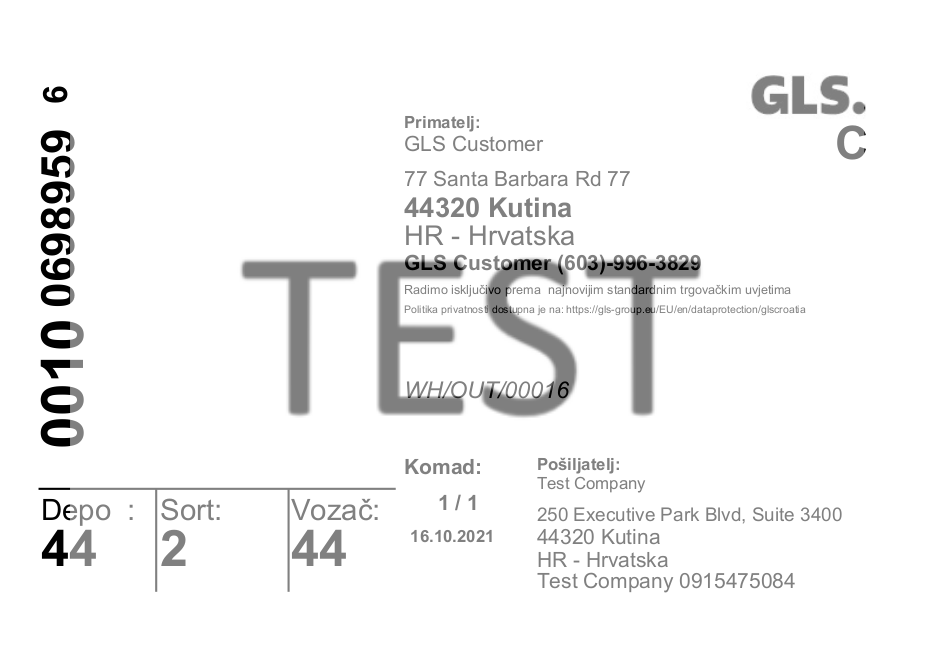 0010 0698959 6
GLS.
C
Primatelj:
GLS Customer
77 Santa Barbara Rd 77
44320 Kutina
HR - Hrvatska
GLS Customer (603)-996-3829
Radimo isključivo prema najnovijim standardnim trgovačkim uvjetima
Politika privatnosti dostupna je na: https://gls-group.eu/EU/en/dataprotection/glscroatia
TEST
WH/OUT/00016
Komad:
1 / 1
16.10.2021
Pošiljatelj:
Test Company
250 Executive Park Blvd, Suite 3400
44320 Kutina
HR - Hrvatska
Test Company 0915475084
Depo : Sort: Vozač:
44 2 44